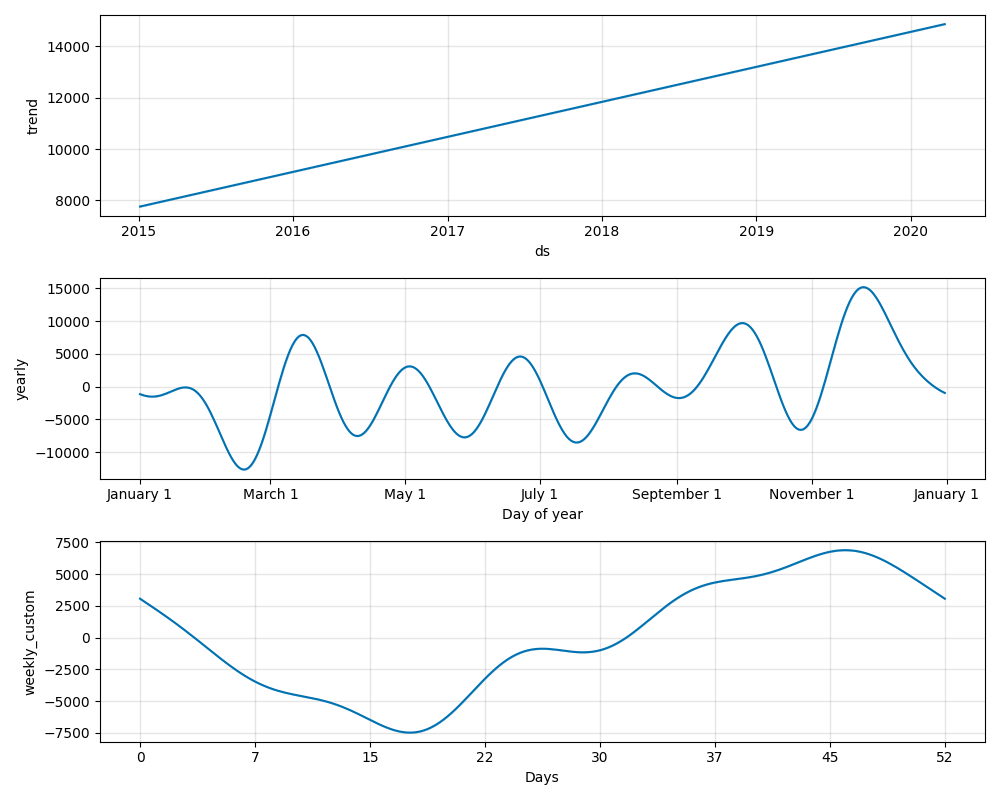 14000
12000
10000
8000
trend
2015 2016 2017 2018 2019 2020
ds
15000
10000
5000
0
−5000
−10000
yearly
January 1 March 1 May 1 July 1 September 1 November 1 January 1
Day of year
7500
5000
2500
0
−2500
−5000
−7500
weekly_custom
0 7 15 22 30 37 45 52
Days